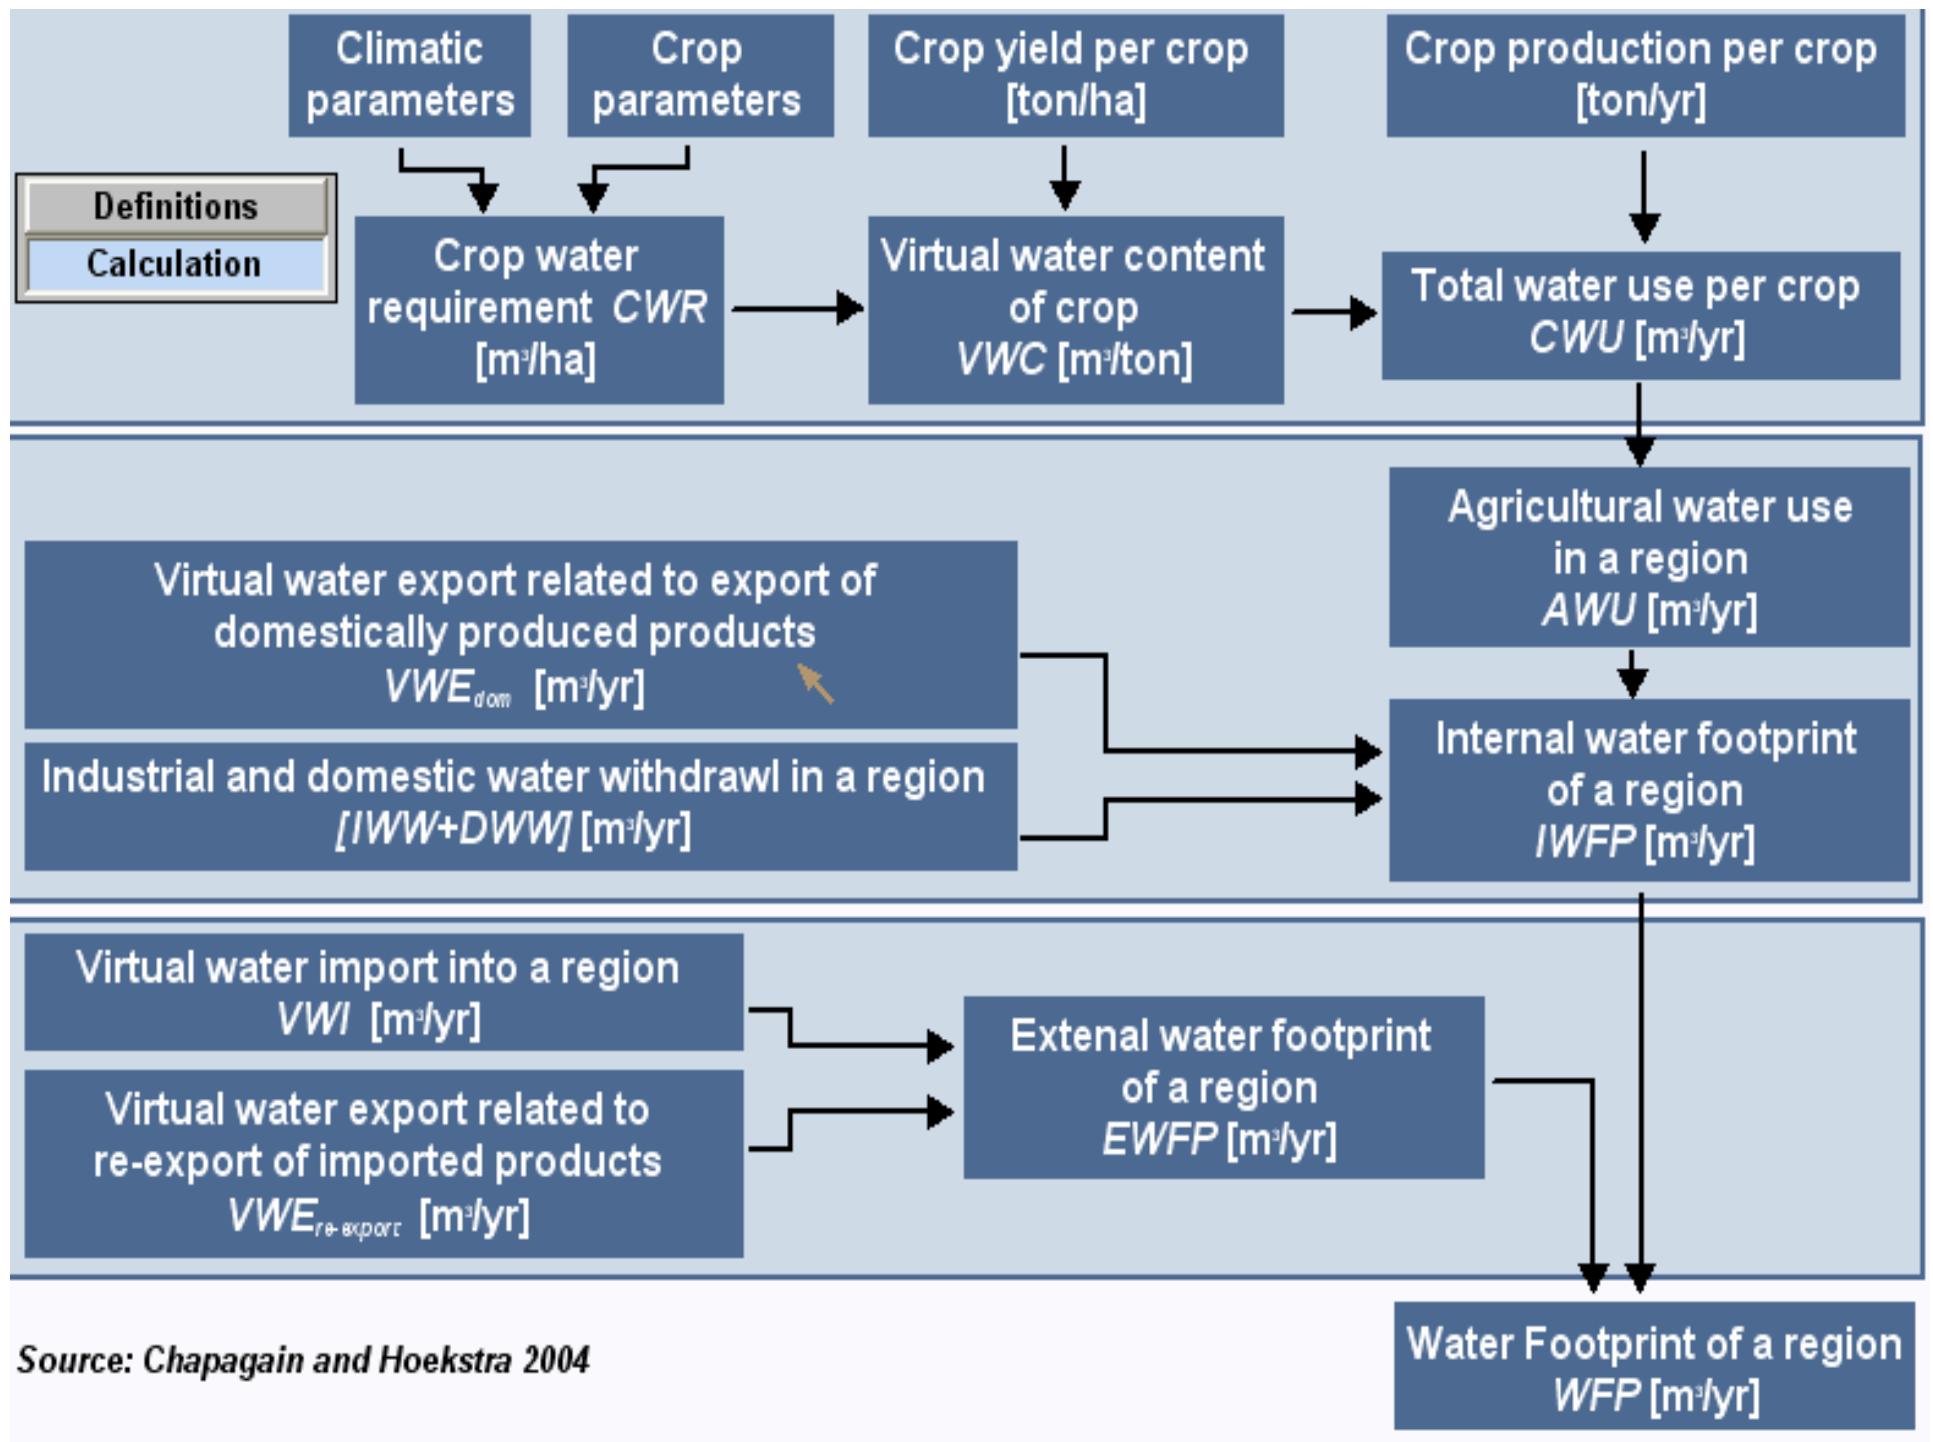 Climatic
parameters
Crop
parameters
Crop yield per crop
[ton/ha]
Crop production per crop
[ton/yr]
Definitions
Calculation
Crop water
requirement CWR
[m³/ha]
Virtual water content
of crop
VWC [m³/ton]
Total water use per crop
CWU [m³/yr]
Agricultural water use
in a region
AWU [m³/yr]
Virtual water export related to export of
domestically produced products
VWE dom [m³/yr]
Industrial and domestic water withdrawl in a region
[IWW+DWW] [m³/yr]
Internal water footprint
of a region
IWFP [m³/yr]
Virtual water import into a region
VWI [m³/yr]
Virtual water export related to
re-export of imported products
VWE re-export [m³/yr]
Extenal water footprint
of a region
EWFP [m³/yr]
Source: Chapagain and Hoekstra 2004
Water Footprint of a region
WFP [m³/yr]